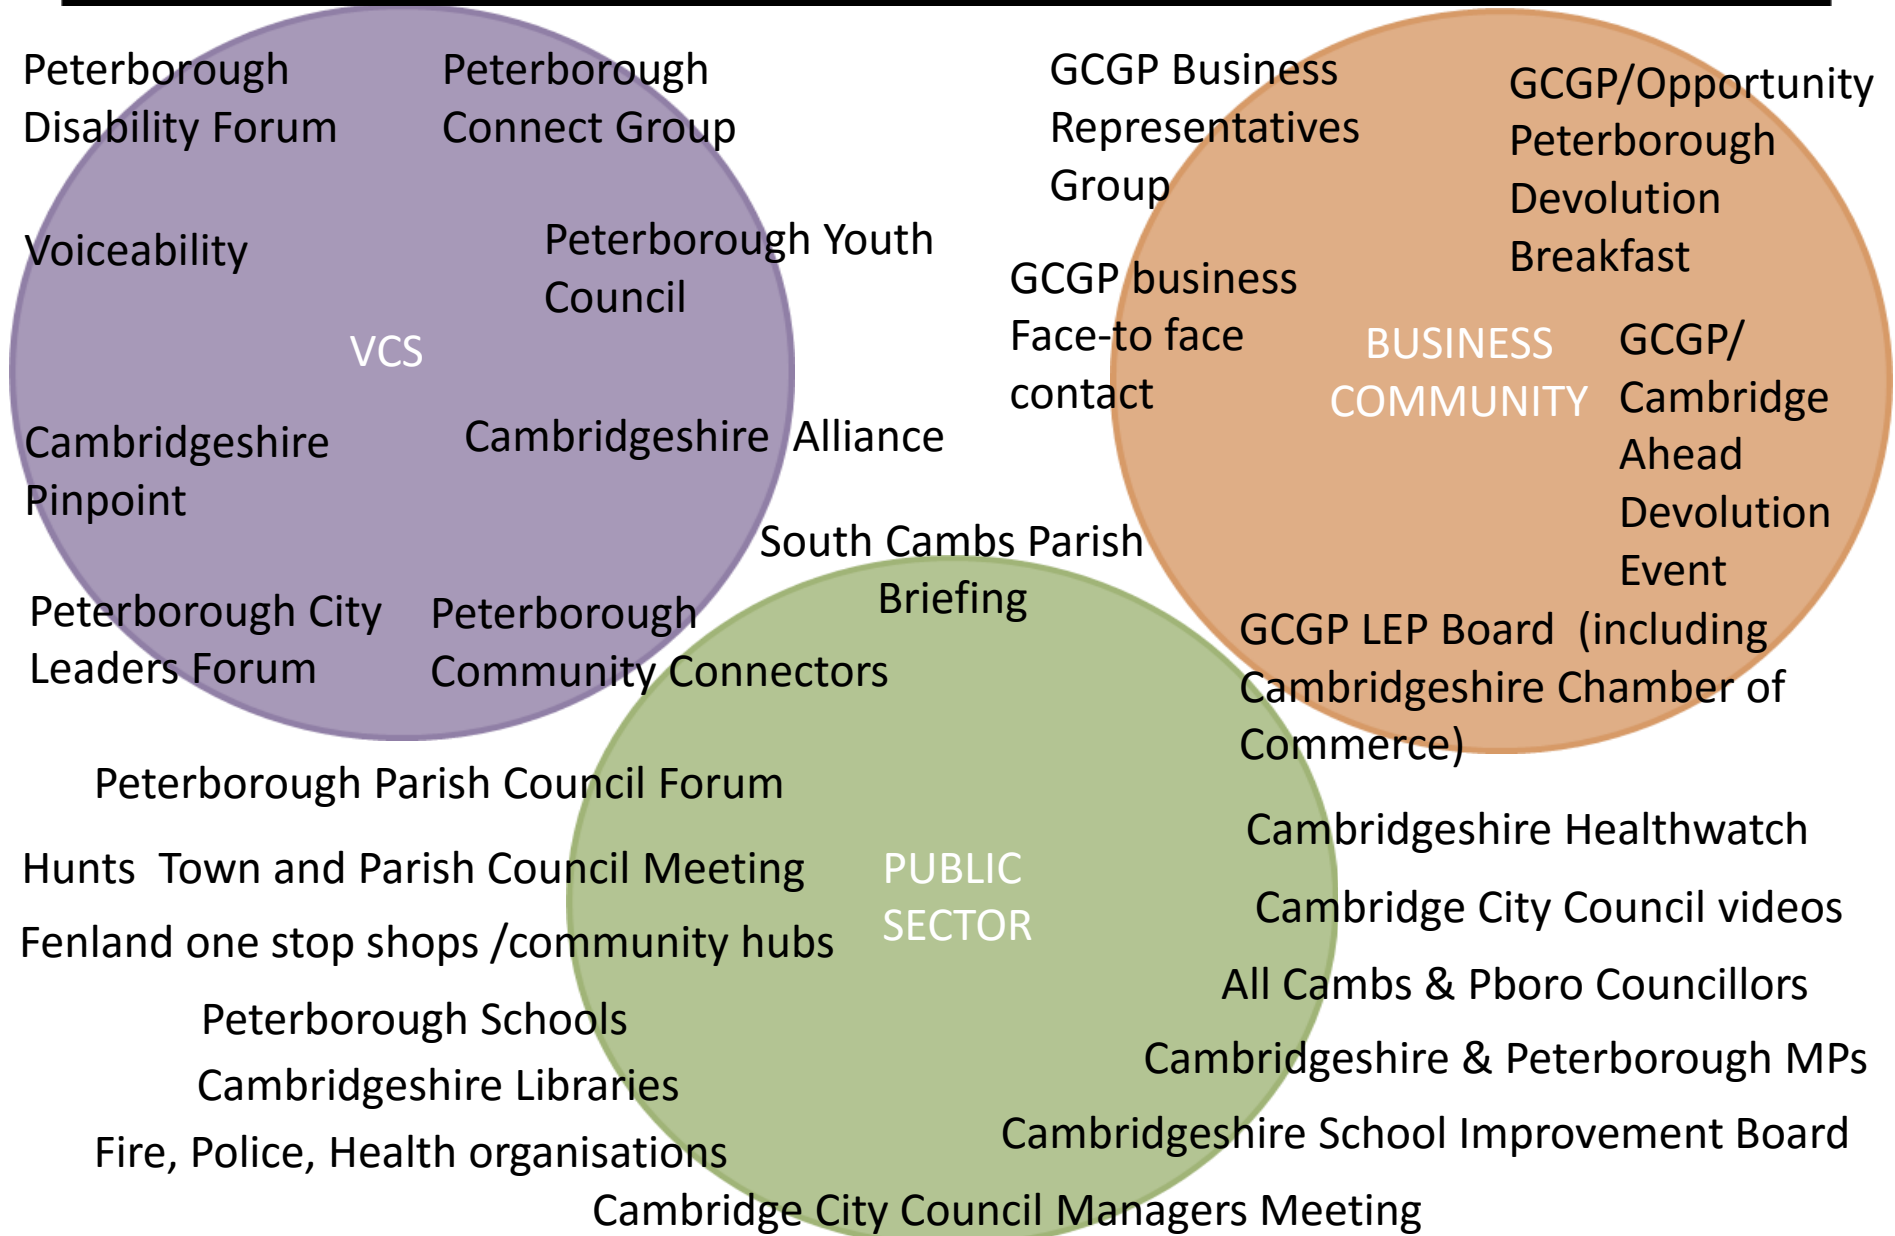 Peterborough
Disability Forum
Peterborough
Connect Group
Voiceability
Peterborough Youth
Council
VCS
Cambridgeshire
Pinpoint
Cambridgeshire  Alliance
Peterborough City
Leaders Forum
Peterborough
Community Connectors
GCGP Business
Representatives
Group
GCGP/Opportunity
Peterborough
Devolution
Breakfast
GCGP business
Face-to face
contact
BUSINESS
COMMUNITY
GCGP/
Cambridge
Ahead
Devolution
Event
GCGP LEP Board  (including
Cambridgeshire Chamber of
Commerce)
South Cambs Parish
Briefing
Peterborough Parish Council Forum
Hunts  Town and Parish Council Meeting
Fenland one stop shops /community hubs
Peterborough Schools
Cambridgeshire Libraries
Fire, Police, Health organisations
PUBLIC
SECTOR
Cambridgeshire Healthwatch
Cambridge City Council videos
All Cambs & Pboro Councillors
Cambridgeshire & Peterborough MPs
Cambridgeshire School Improvement Board
Cambridge City Council Managers Meeting